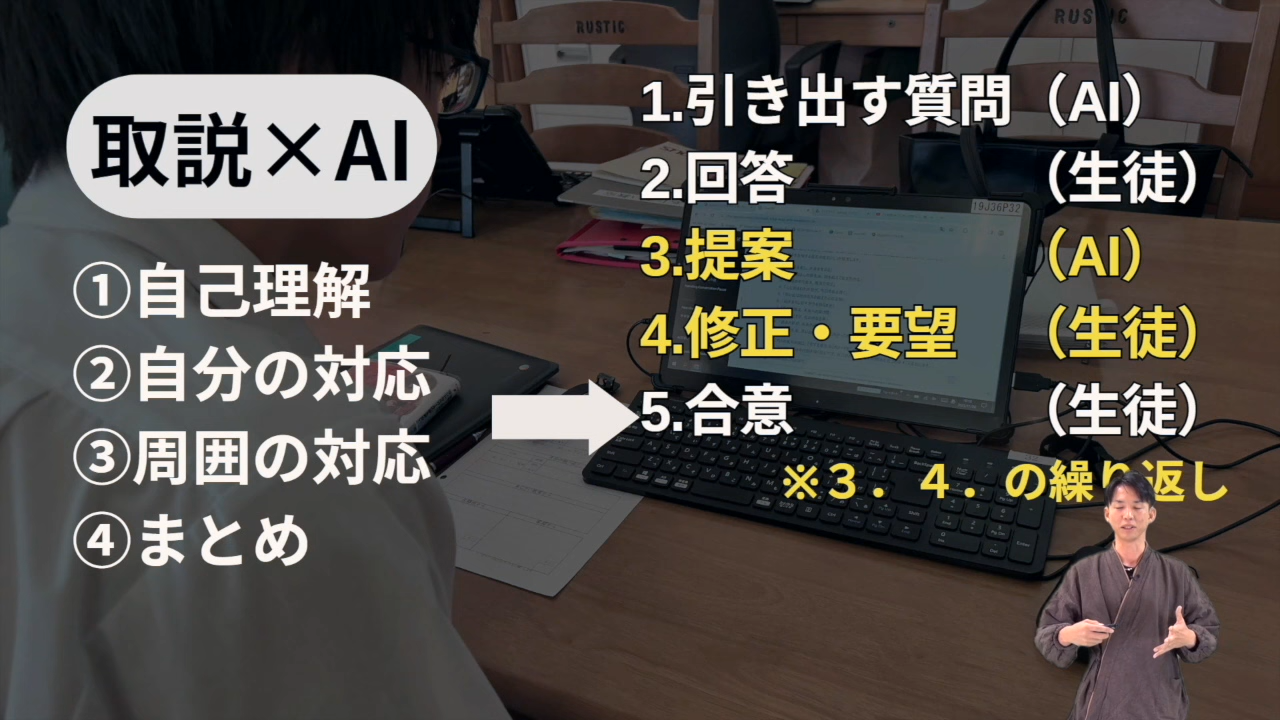 取説×AI
①自己理解
②自分の対応
③周囲の対応
④まとめ
1.引き出す質問（AI）
2.回答（生徒）
3.提案（AI）
4.修正・要望（生徒）
5.合意（生徒）
※３．４．の繰り返し
RUSTIC
RUSTIC
19J36P32